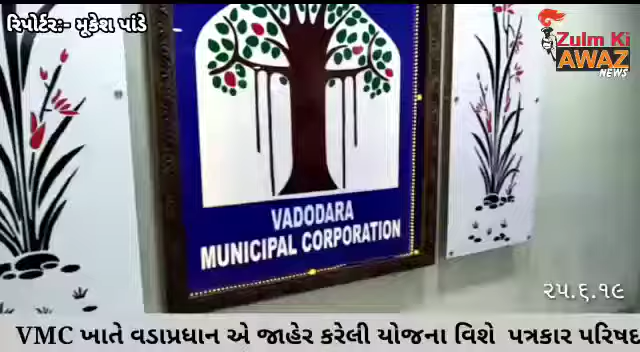 રિપોર્ટરઃ- મૂકેશ પાંડે
Zulm Ki
AWAZ
NEWS
VADODARA
MUNICIPAL CORPORATION
૨૫.૬.૧૯
VMC ખાતે વડાપ્રધાન એ જાહેર કરેલી યોજના વિશે પત્રકાર પરિષદ